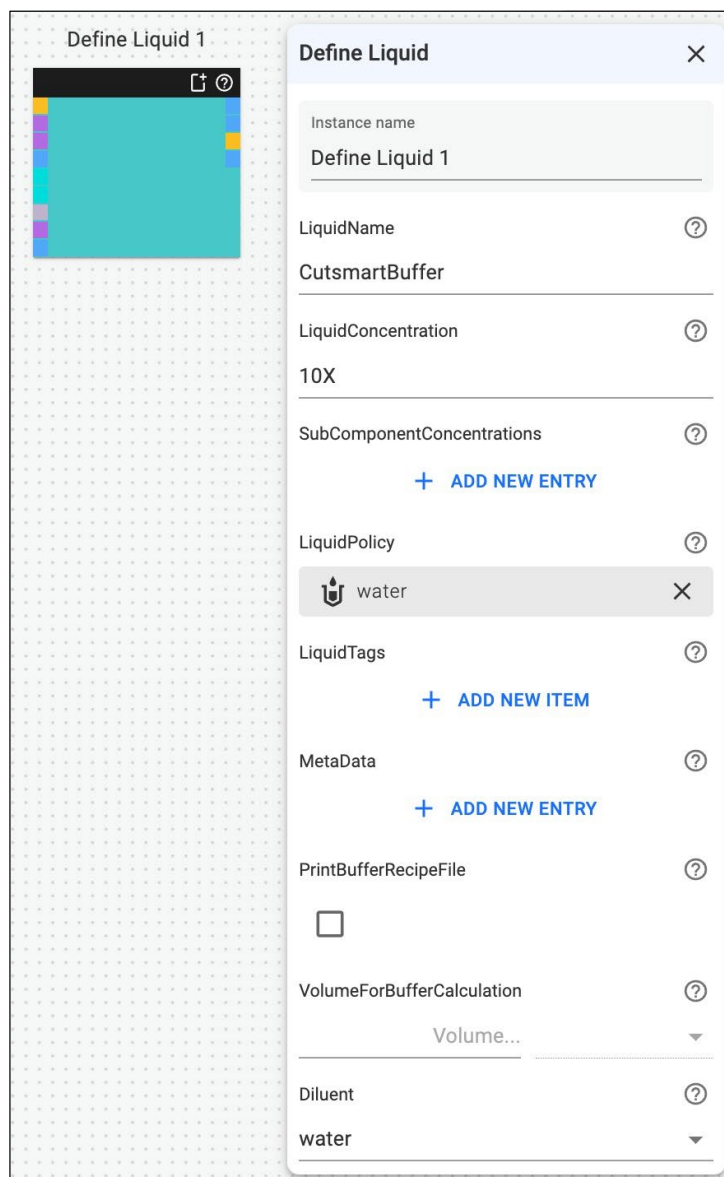 Define Liquid 1
Define Liquid
Instance name
Define Liquid 1
LiquidName
CutsmartBuffer
LiquidConcentration
10X
SubComponentConcentrations
+ ADD NEW ENTRY
LiquidPolicy
water
LiquidTags
+ ADD NEW ITEM
MetaData
+ ADD NEW ENTRY
PrintBufferRecipeFile
VolumeForBufferCalculation
Volume...
Diluent
water